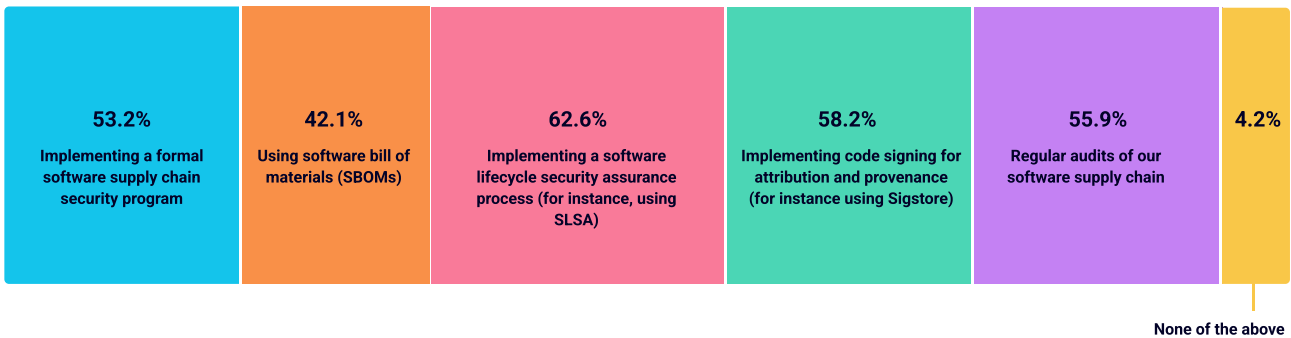 53.2%
Implementing a formal
software supply chain
security program
42.1%
Using software bill of
materials (SBOMs)
62.6%
Implementing a software
lifecycle security assurance
process (for instance, using
SLSA)
58.2%
Implementing code signing for
attribution and provenance
(for instance using Sigstore)
55.9%
Regular audits of our
software supply chain
4.2%
None of the above